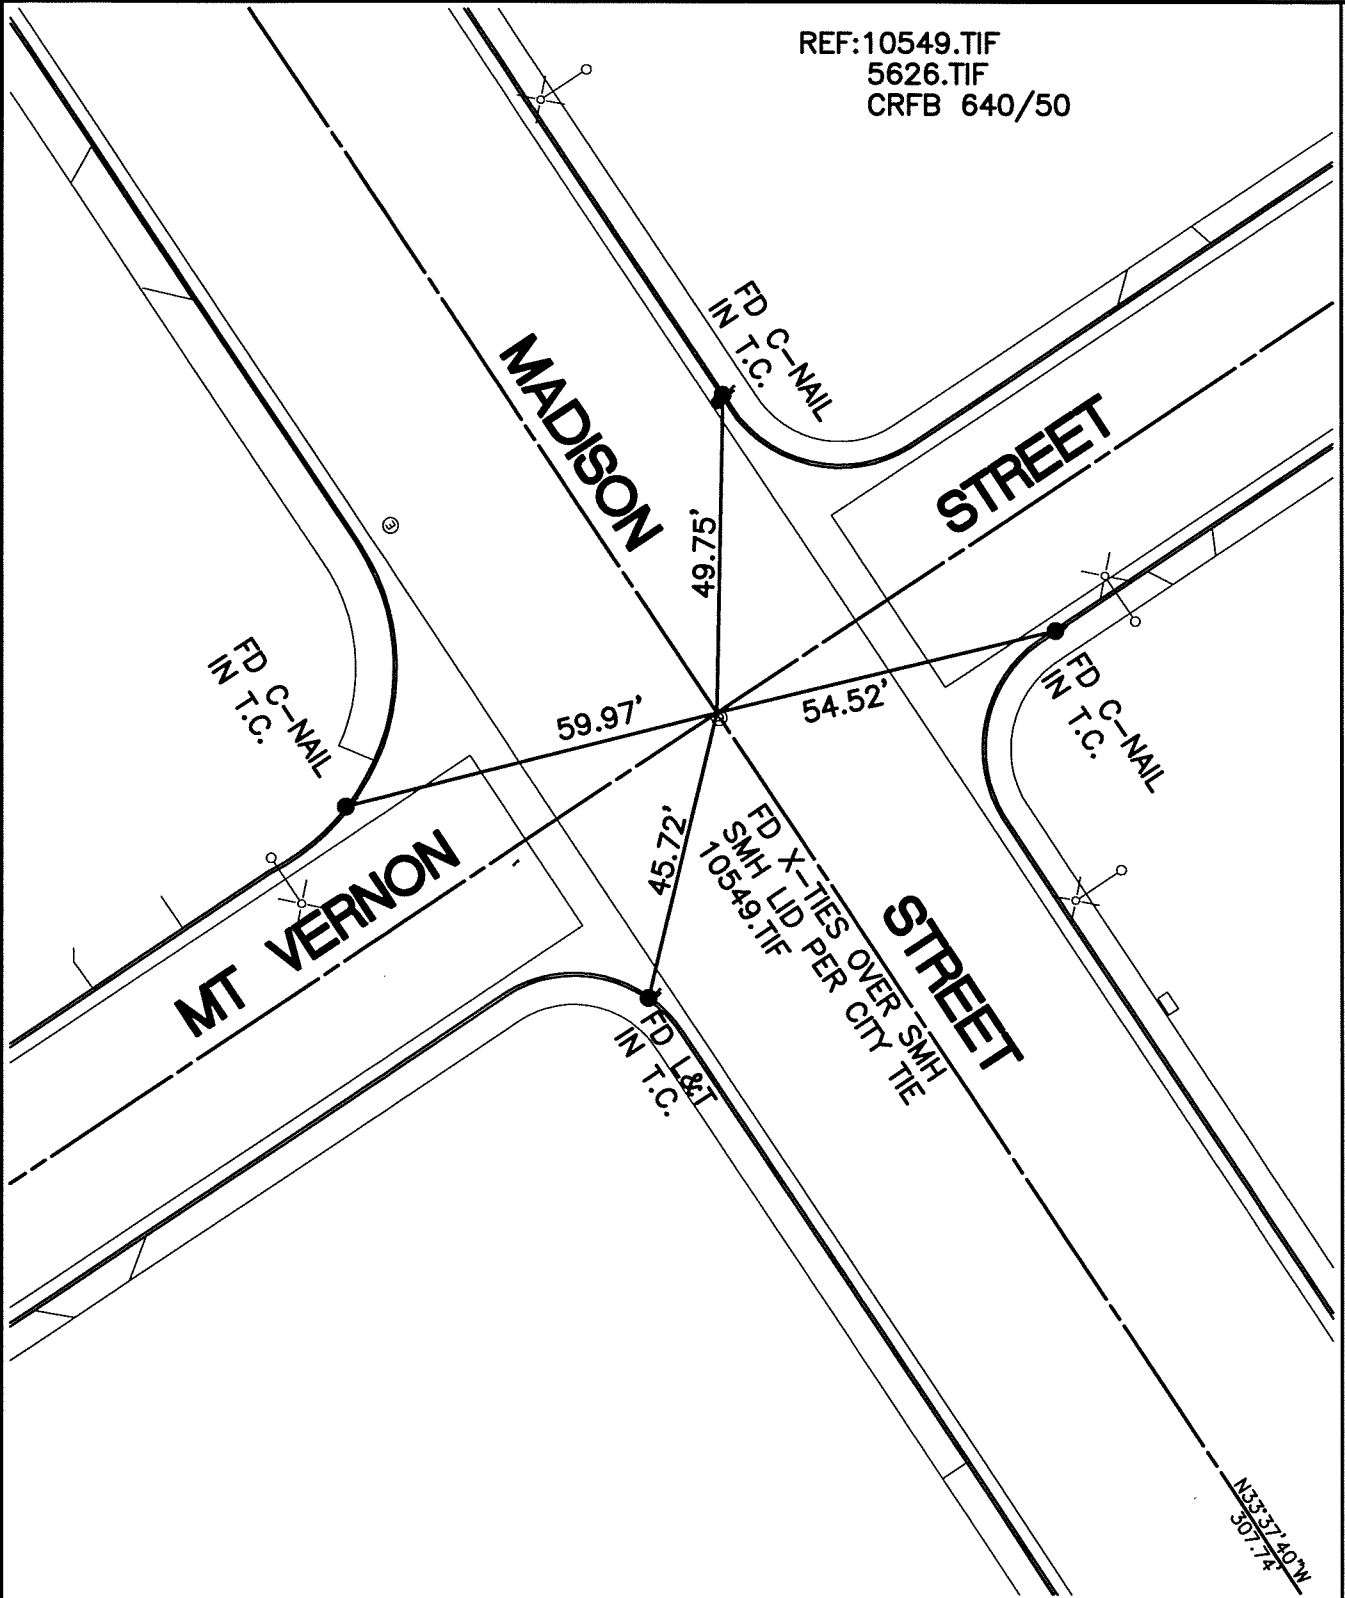 REF:10549.TIF
5626.TIF
CRFB 640/50
FD C-NAIL
IN T.C.
MADISON
STREET
49.75'
FD C-NAIL
IN T.C.
59.97'
54.52'
FD C-NAIL
IN T.C.
45.72'
FD X-TIES OVER SMH
SMH LID PER CITY TIE
10549.TIF
MT VERNON
STREET
FD L&T
IN T.C.
N33°37'40"W
307.74'